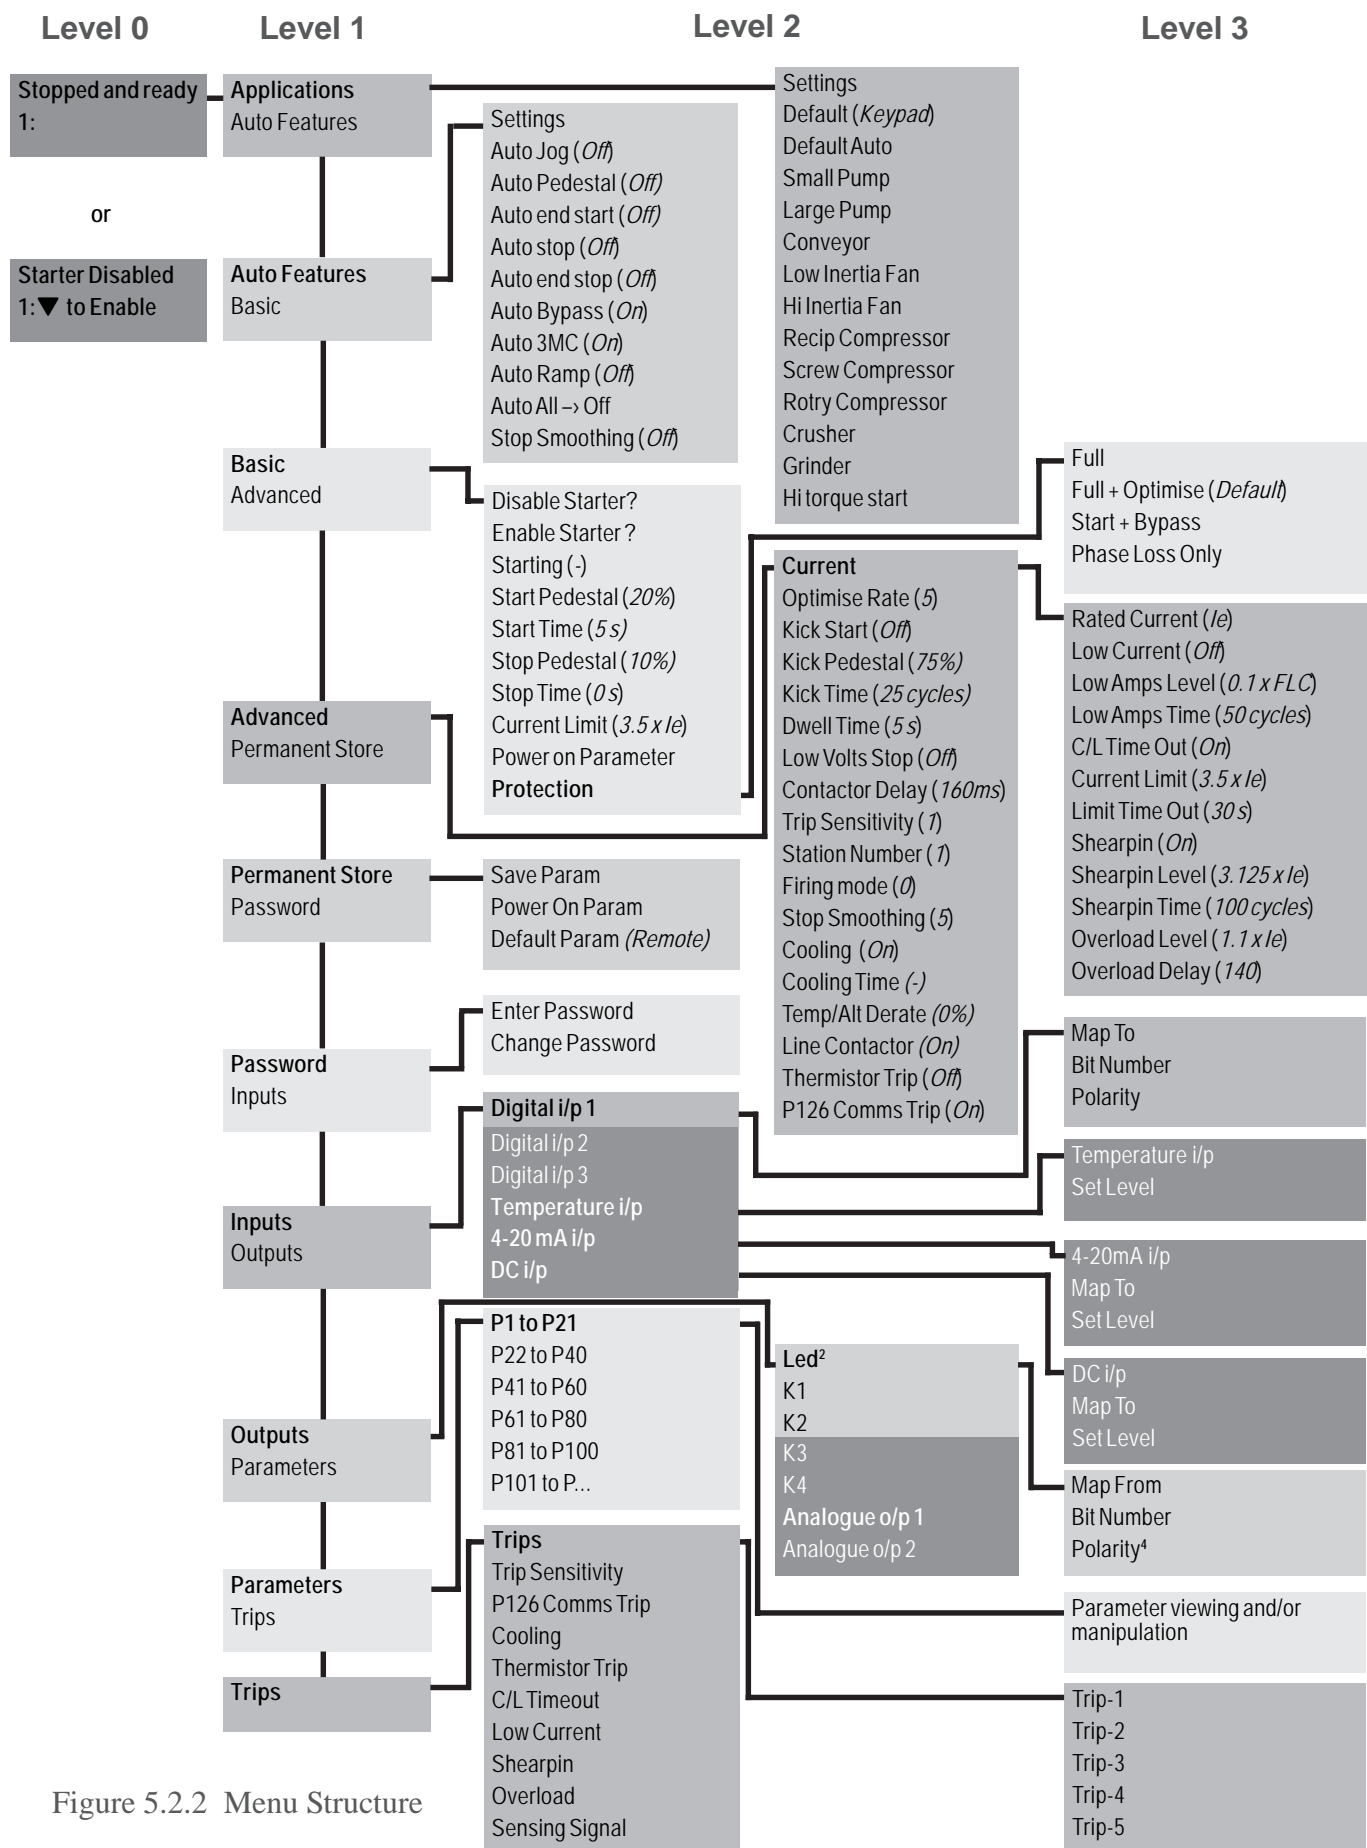 Level 0
Level 1
Level 2
Level 3
Stopped and ready
1:
or
Starter Disabled
1:▼ to Enable
Applications
Auto Features
Auto Features
Basic
Basic
Advanced
Advanced
Permanent Store
Permanent Store
Password
Password
Inputs
Inputs
Outputs
Outputs
Parameters
Parameters
Trips
Trips
Settings
Auto Jog (Off)
Auto Pedestal (Off)
Auto end start (Off)
Auto stop (Off)
Auto end stop (Off)
Auto Bypass (On)
Auto 3MC (On)
Auto Ramp (Off)
Auto All –› Off
Stop Smoothing (Off)
Disable Starter?
Enable Starter ?
Starting (-)
Start Pedestal (20%)
Start Time (5 s)
Stop Pedestal (10%)
Stop Time (0 s)
Current Limit (3.5 x Ie)
Power on Parameter
Protection
Save Param
Power On Param
Default Param (Remote)
Enter Password
Change Password
Digital i/p 1
Digital i/p 2
Digital i/p 3
Temperature i/p
4-20 mA i/p
DC i/p
P1 to P21
P22 to P40
P41 to P60
P61 to P80
P81 to P100
P101 to P...
Trips
Trip Sensitivity
P126 Comms Trip
Cooling
Thermistor Trip
C/L Timeout
Low Current
Shearpin
Overload
Sensing Signal
Settings
Default (Keypad)
Default Auto
Small Pump
Large Pump
Conveyor
Low Inertia Fan
Hi Inertia Fan
Recip Compressor
Screw Compressor
Rotry Compressor
Crusher
Grinder
Hi torque start
Current
Optimise Rate (5)
Kick Start (Off)
Kick Pedestal (75%)
Kick Time (25 cycles)
Dwell Time (5 s)
Low Volts Stop (Off)
Contactor Delay (160ms)
Trip Sensitivity (1)
Station Number (1)
Firing mode (0)
Stop Smoothing (5)
Cooling (On)
Cooling Time (-)
Temp/Alt Derate (0%)
Line Contactor (On)
Thermistor Trip (Off)
P126 Comms Trip (On)
Led²
K1
K2
K3
K4
Analogue o/p 1
Analogue o/p 2
Full
Full + Optimise (Default)
Start + Bypass
Phase Loss Only
Rated Current (Ie)
Low Current (Off)
Low Amps Level (0.1 x FLC)
Low Amps Time (50 cycles)
C/L Time Out (On)
Current Limit (3.5 x Ie)
Limit Time Out (30 s)
Shearpin (On)
Shearpin Level (3.125 x Ie)
Shearpin Time (100 cycles)
Overload Level (1.1 x Ie)
Overload Delay (140)
Map To
Bit Number
Polarity
Temperature i/p
Set Level
4-20mA i/p
Map To
Set Level
DC i/p
Map To
Set Level
Map From
Bit Number
Polarity⁴
Parameter viewing and/or
manipulation
Trip-1
Trip-2
Trip-3
Trip-4
Trip-5
Figure 5.2.2 Menu Structure